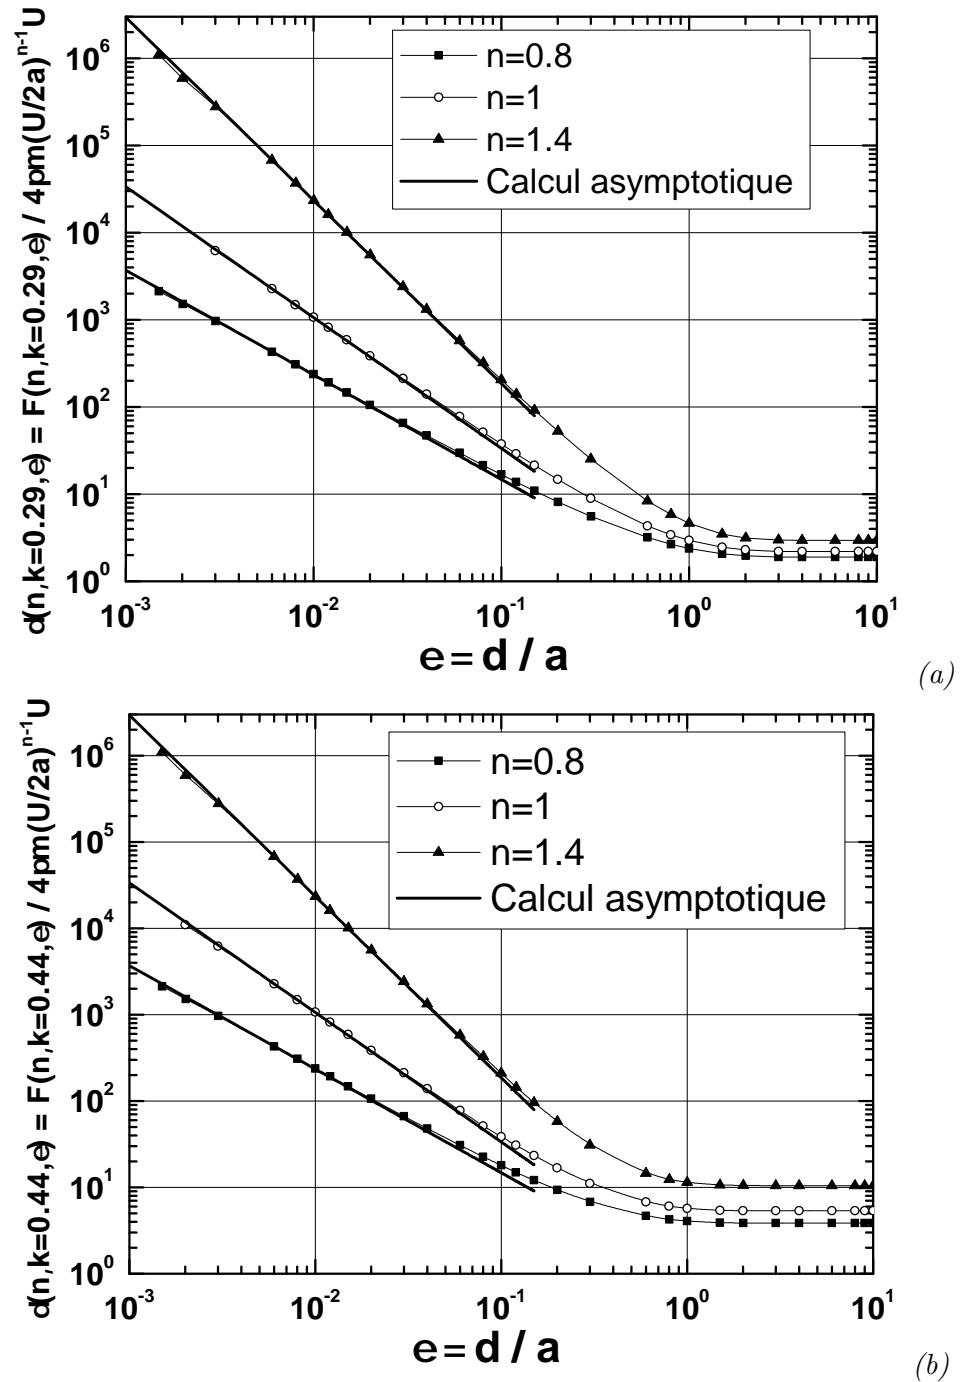 d(n,k=0.29,e) = F(n,k=0.29,e) / 4pm(U/2a)^{n-1}U
10^6
10^5
10^4
10^3
10^2
10^1
10^0
n=0.8
n=1
n=1.4
Calcul asymptotique
10^{-3} 10^{-2} 10^{-1} 10^0 10^1
e = d / a
(a)
d(n,k=0.44,e) = F(n,k=0.44,e) / 4pm(U/2a)^{n-1}U
10^6
10^5
10^4
10^3
10^2
10^1
10^0
n=0.8
n=1
n=1.4
Calcul asymptotique
10^{-3} 10^{-2} 10^{-1} 10^0 10^1
e = d / a
(b)